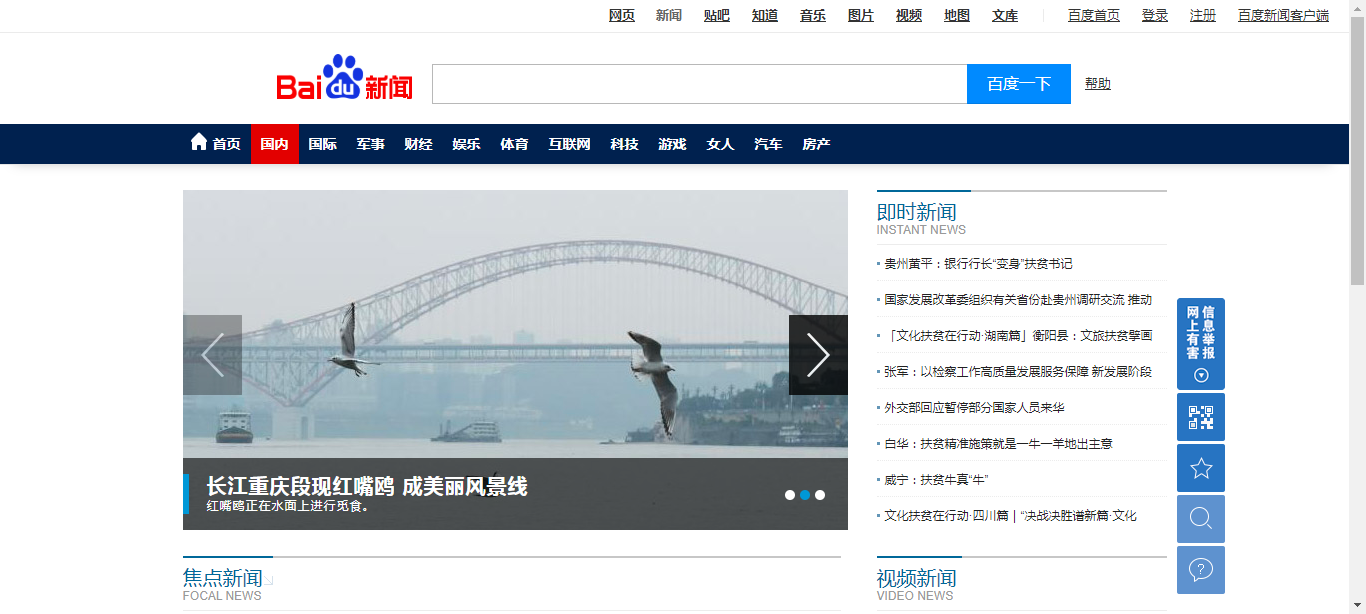 网页 新闻 贴吧 知道 音乐 图片 视频 地图 文库 百度首页 登录 注册 百度新闻客户端
Bai du 新闻 百度一下 帮助
首页 国内 国际 军事 财经 娱乐 体育 互联网 科技 游戏 女人 汽车 房产
长江重庆段现红嘴鸥 成美丽风景线
红嘴鸥正在水面上进行觅食。
即时新闻
INSTANT NEWS
贵州黄平：银行行长“变身”扶贫书记
国家发展改革委组织有关省份赴贵州调研交流 推动
「文化扶贫在行动·湖南篇」衡阳县：文旅扶贫擘画
张军：以检察工作高质量发展服务保障 新发展阶段
外交部回应暂停部分国家人员来华
白华：扶贫精准施策就是一牛一羊地出主意
威宁：扶贫牛真“牛”
文化扶贫在行动·四川篇｜“决战决胜谱新篇·文化
网上有害
信息举报
焦点新闻
FOCAL NEWS
视频新闻
VIDEO NEWS